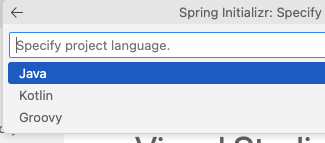 Spring Initializr: Specify
Specify project language.
Java
Kotlin
Groovy